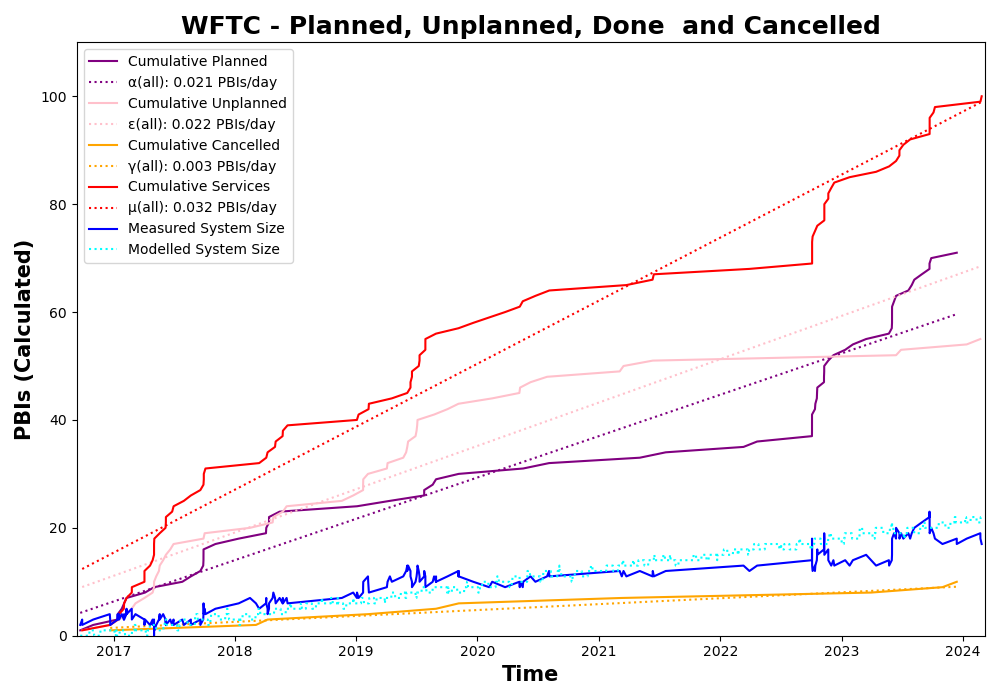 WFTC - Planned, Unplanned, Done  and Cancelled
PBIs (Calculated)
100
80
60
40
20
0
Cumulative Planned
α(all): 0.021 PBIs/day
Cumulative Unplanned
ε(all): 0.022 PBIs/day
Cumulative Cancelled
γ(all): 0.003 PBIs/day
Cumulative Services
μ(all): 0.032 PBIs/day
Measured System Size
Modelled System Size
2017 2018 2019 2020 2021 2022 2023 2024
Time